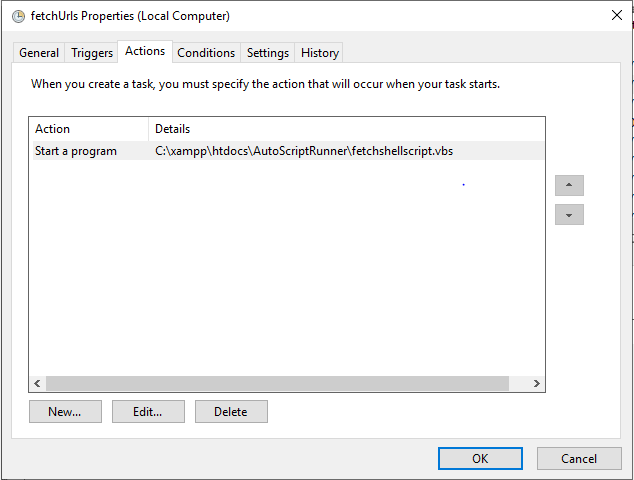 fetchUrls Properties (Local Computer)
General Triggers Actions Conditions Settings History
When you create a task, you must specify the action that will occur when your task starts.
Action Details
Start a program C:\xampp\htdocs\AutoScriptRunner\fetchshellscript.vbs
New... Edit... Delete
OK Cancel